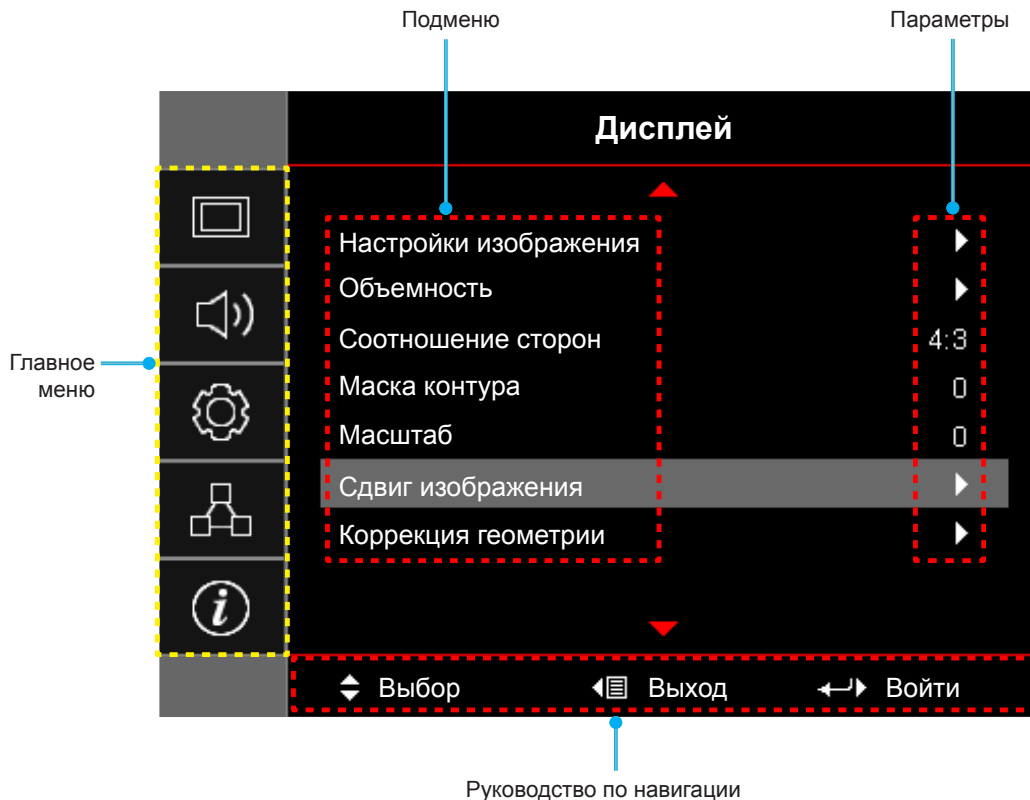 Подменю
Параметры
Дисплей
Настройки изображения
Объемность
Соотношение сторон 4:3
Маска контура 0
Масштаб 0
Сдвиг изображения
Коррекция геометрии
Главное
меню
i
Выбор Выход Войти
Руководство по навигации